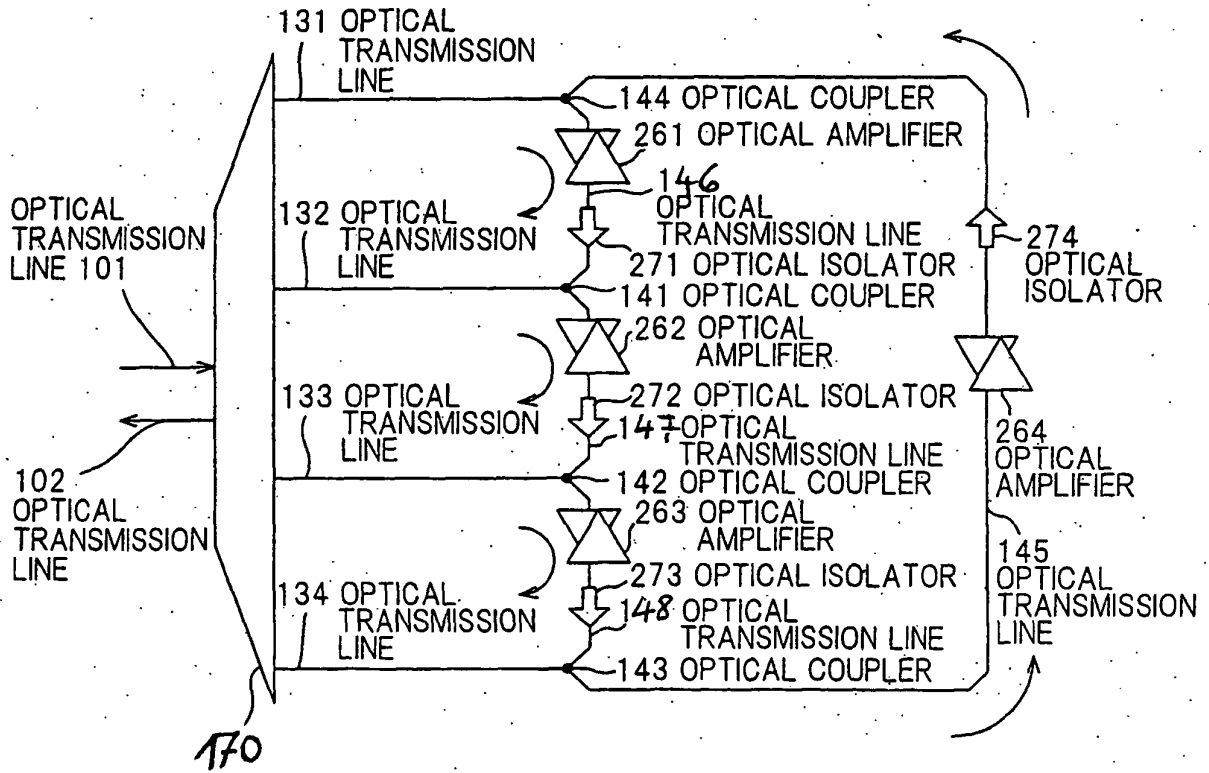 131 OPTICAL
TRANSMISSION
LINE
144 OPTICAL COUPLER
261 OPTICAL AMPLIFIER
146
OPTICAL
TRANSMISSION LINE
OPTICAL
TRANSMISSION
LINE 101
132 OPTICAL
TRANSMISSION
LINE
271 OPTICAL ISOLATOR
274
OPTICAL
ISOLATOR
141 OPTICAL COUPLER
262 OPTICAL
AMPLIFIER
133 OPTICAL
TRANSMISSION
LINE
272 OPTICAL ISOLATOR
147 OPTICAL
TRANSMISSION LINE
264
OPTICAL
AMPLIFIER
102
OPTICAL
TRANSMISSION
LINE
142 OPTICAL COUPLER
263 OPTICAL
AMPLIFIER
134 OPTICAL
TRANSMISSION
LINE
273 OPTICAL ISOLATOR
148 OPTICAL
TRANSMISSION LINE
145
OPTICAL
TRANSMISSION
LINE
143 OPTICAL COUPLER
170